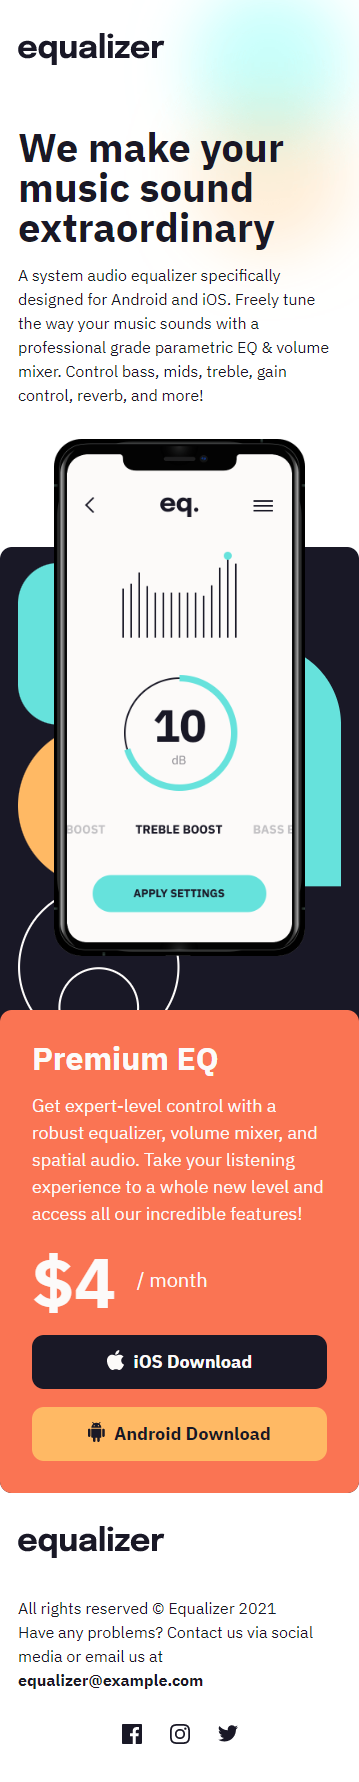 equalizer
We make your
music sound
extraordinary
A system audio equalizer specifically
designed for Android and iOS. Freely tune
the way your music sounds with a
professional grade parametric EQ & volume
mixer. Control bass, mids, treble, gain
control, reverb, and more!
eq.
10
dB
BOOST TREBLE BOOST BASS
APPLY SETTINGS
Premium EQ
Get expert-level control with a
robust equalizer, volume mixer, and
spatial audio. Take your listening
experience to a whole new level and
access all our incredible features!
$4 / month
iOS Download
Android Download
equalizer
All rights reserved © Equalizer 2021
Have any problems? Contact us via social
media or email us at
equalizer@example.com